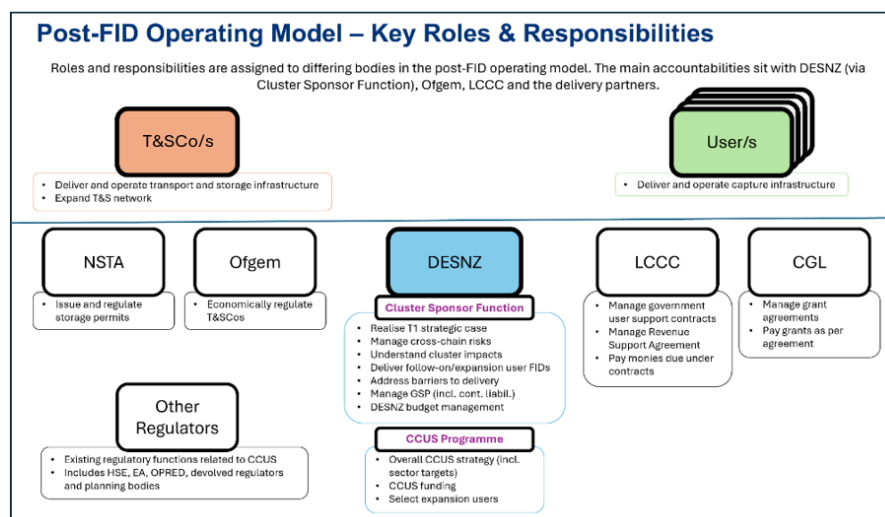 Post-FID Operating Model – Key Roles & Responsibilities
Roles and responsibilities are assigned to differing bodies in the post-FID operating model. The main accountabilities sit with DESNZ (via
Cluster Sponsor Function), Ofgem, LCCC and the delivery partners.
T&SCo/s
• Deliver and operate transport and storage infrastructure
• Expand T&S network
User/s
• Deliver and operate capture infrastructure
NSTA
• Issue and regulate
storage permits
Ofgem
• Economically regulate
T&SCos
DESNZ
Cluster Sponsor Function
• Realise T1 strategic case
• Manage cross-chain risks
• Understand cluster impacts
• Deliver follow-on/expansion user FIDs
• Address barriers to delivery
• Manage GSP (incl. cont. liabil.)
• DESNZ budget management
CCUS Programme
• Overall CCUS strategy (incl.
sector targets)
• CCUS funding
• Select expansion users
LCCC
• Manage government
user support contracts
• Manage Revenue
Support Agreement
• Pay monies due under
contracts
CGL
• Manage grant
agreements
• Pay grants as per
agreement
Other
Regulators
• Existing regulatory functions related to CCUS
• Includes HSE, EA, OPRED, devolved regulators
and planning bodies